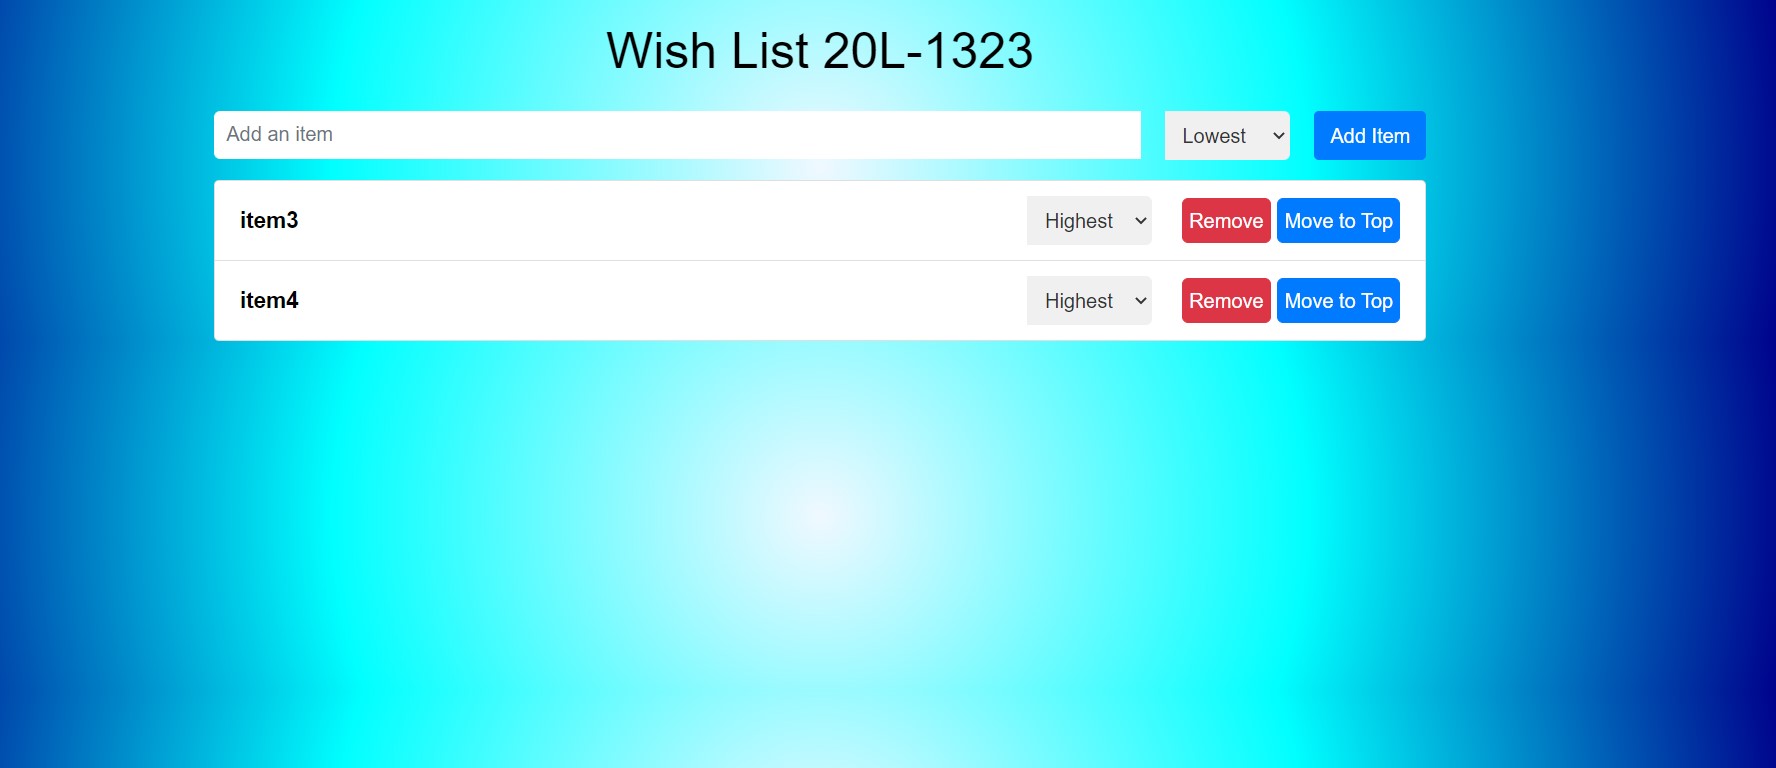 Wish List 20L-1323
Add an item Lowest Add Item
item3 Highest Remove Move to Top
item4 Highest Remove Move to Top